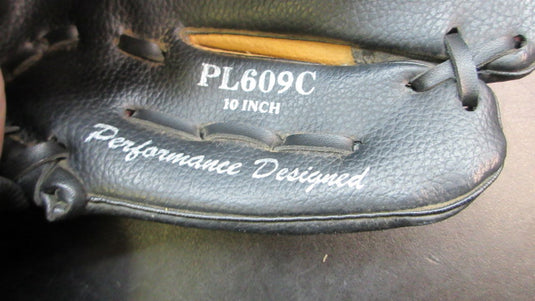 PL609C
10 INCH
Performance Designed